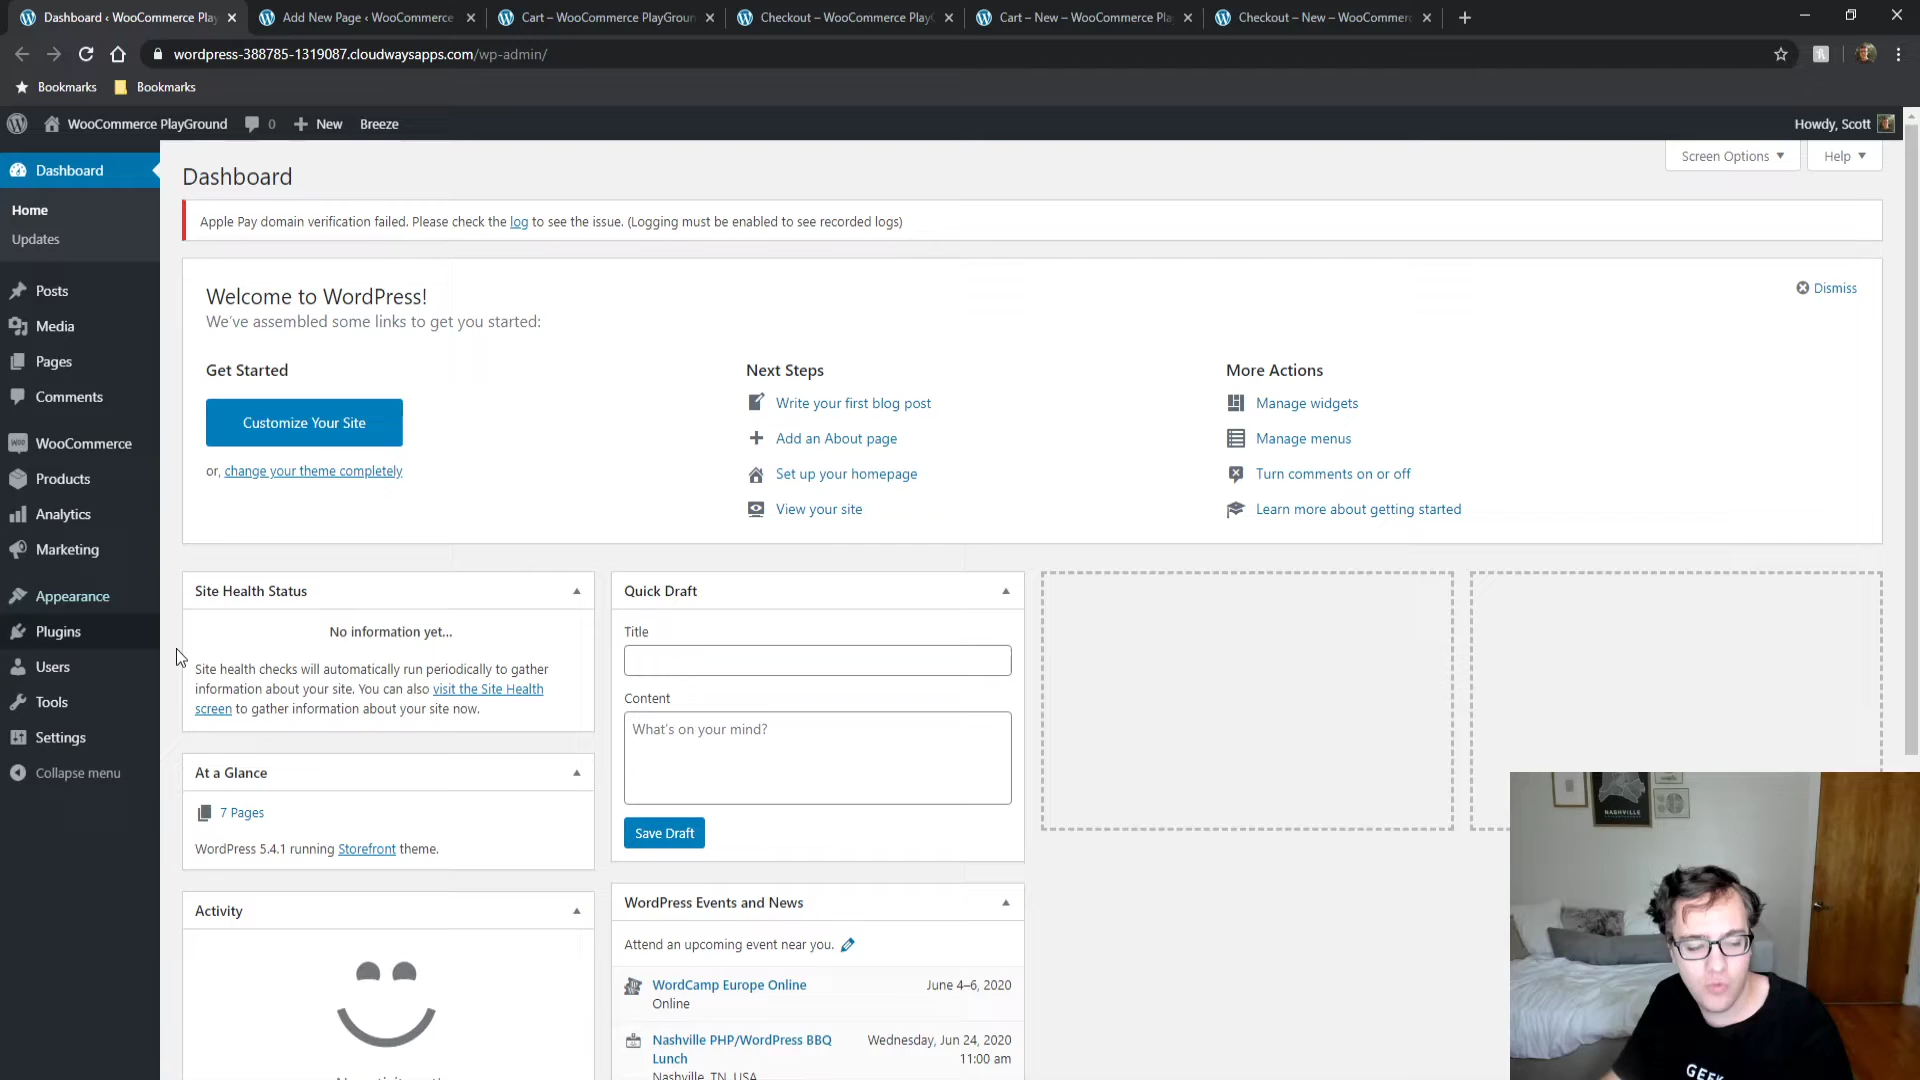 Dashboard ‹ WooCommerce Play
Add New Page ‹ WooCommerce
Cart – WooCommerce PlayGroun
Checkout – WooCommerce PlayG
Cart – New – WooCommerce Pla
Checkout – New – WooCommerc
wordpress-388785-1319087.cloudwaysapps.com/wp-admin/
Bookmarks
Bookmarks
WooCommerce PlayGround
0
New
Breeze
Howdy, Scott
Dashboard
Home
Updates
Posts
Media
Pages
Comments
WooCommerce
Products
Analytics
Marketing
Appearance
Plugins
Users
Tools
Settings
Collapse menu
Screen Options
Help
Dashboard
Apple Pay domain verification failed. Please check the log to see the issue. (Logging must be enabled to see recorded logs)
Welcome to WordPress!
We've assembled some links to get you started:
Dismiss
Get Started
Customize Your Site
or, change your theme completely
Next Steps
Write your first blog post
Add an About page
Set up your homepage
View your site
More Actions
Manage widgets
Manage menus
Turn comments on or off
Learn more about getting started
Site Health Status
No information yet...
Site health checks will automatically run periodically to gather
information about your site. You can also visit the Site Health
screen to gather information about your site now.
At a Glance
7 Pages
WordPress 5.4.1 running Storefront theme.
Activity
Quick Draft
Title
Content
What's on your mind?
Save Draft
WordPress Events and News
Attend an upcoming event near you.
WordCamp Europe Online
June 4–6, 2020
Online
Nashville PHP/WordPress BBQ
Lunch
Wednesday, Jun 24, 2020
11:00 am
Nashville, TN, USA
NASHVILLE
GEEK